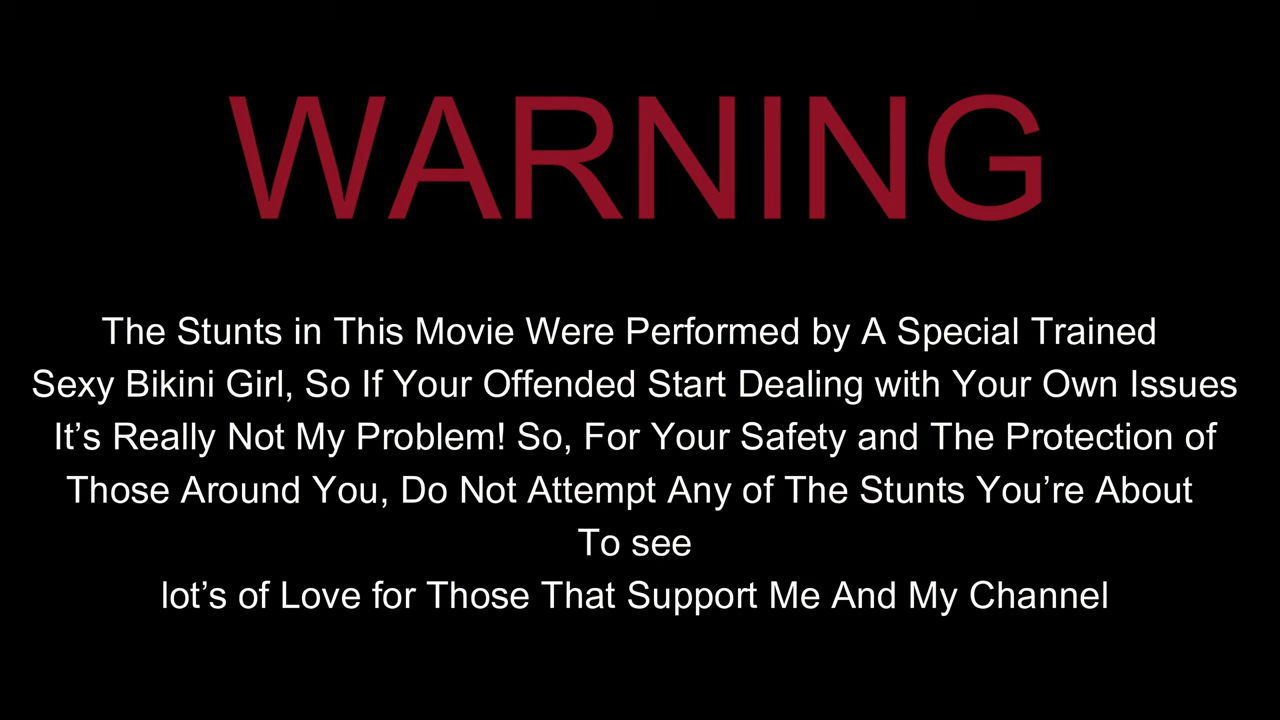 WARNING
The Stunts in This Movie Were Performed by A Special Trained
Sexy Bikini Girl, So If Your Offended Start Dealing with Your Own Issues
It’s Really Not My Problem! So, For Your Safety and The Protection of
Those Around You, Do Not Attempt Any of The Stunts You’re About
To see
lot’s of Love for Those That Support Me And My Channel